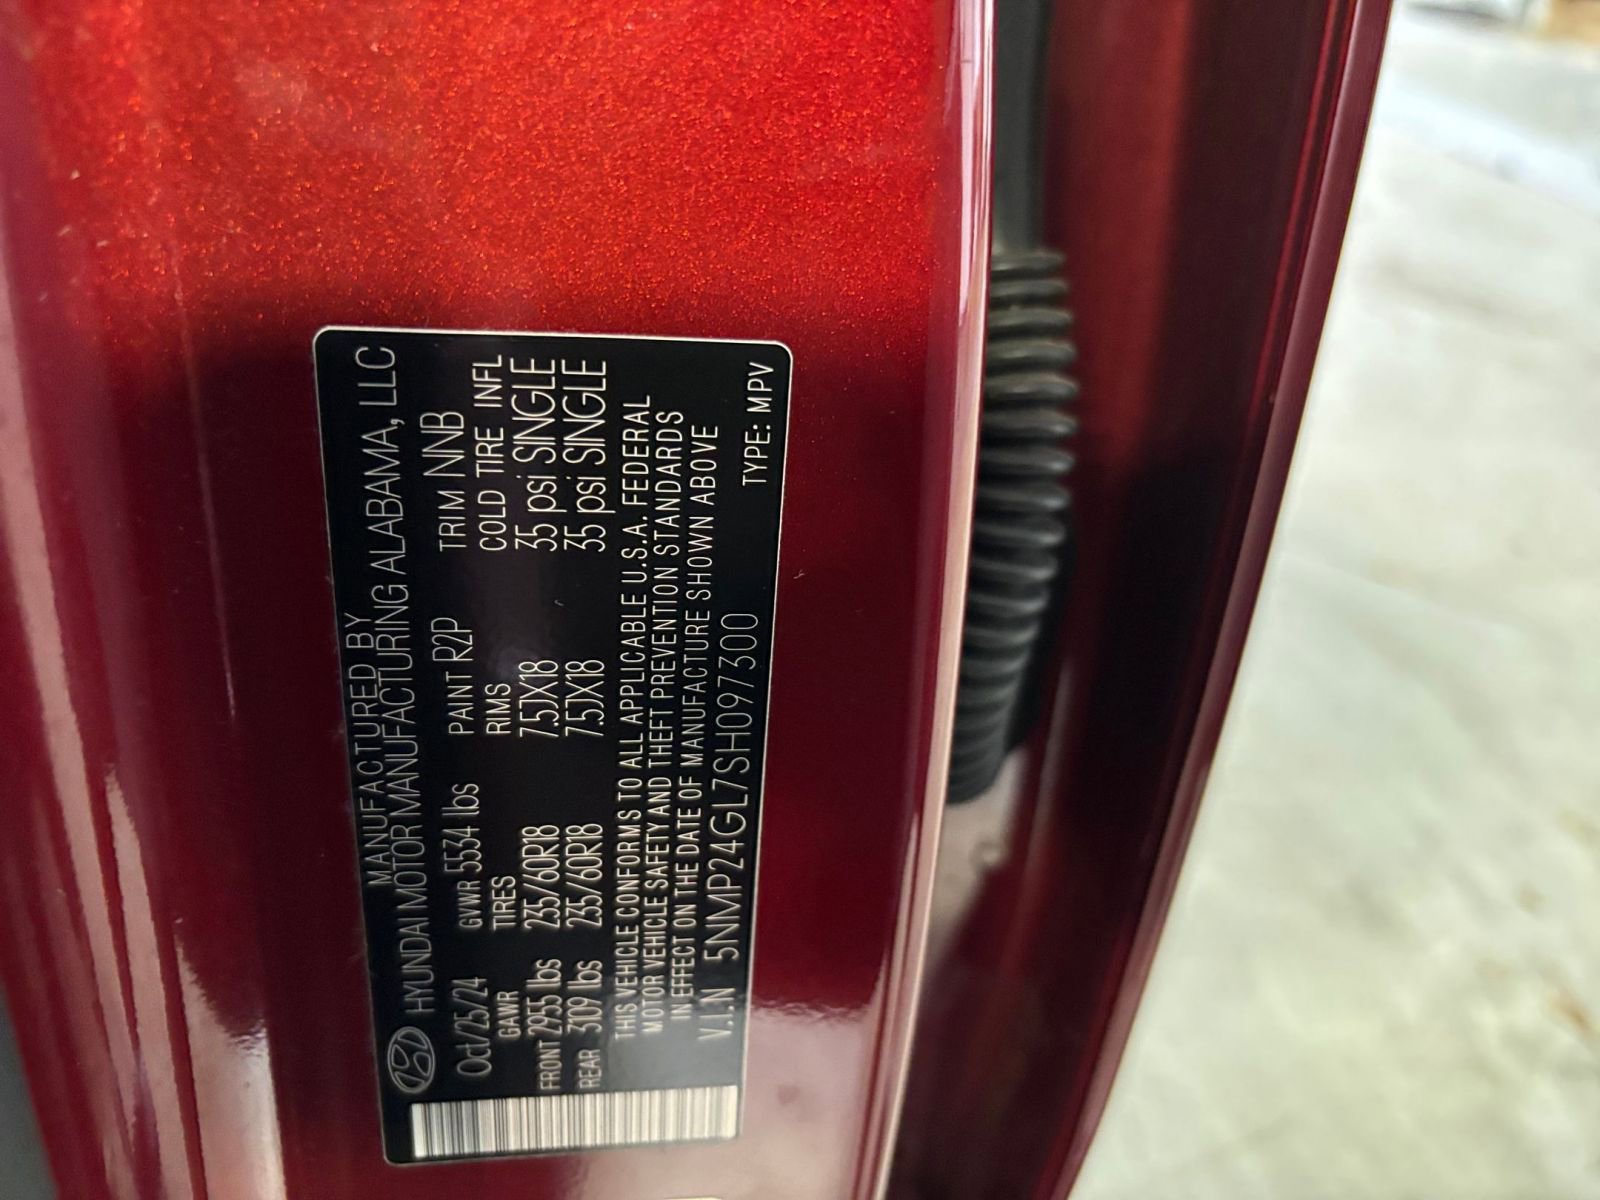 MANUFACTURED BY
HYUNDAI MOTOR MANUFACTURING ALABAMA, LLC
Oct/25/24 GVWR 5534 lbs PAINT R2P TRIM NNB
GAWR TIRES RIMS COLD TIRE INFL
FRONT 2955 lbs 235/60R18 7.5JX18 35 psi SINGLE
REAR 3109 lbs 235/60R18 7.5JX18 35 psi SINGLE
THIS VEHICLE CONFORMS TO ALL APPLICABLE U.S.A. FEDERAL
MOTOR VEHICLE SAFETY AND THEFT PREVENTION STANDARDS
IN EFFECT ON THE DATE OF MANUFACTURE SHOWN ABOVE
V.I.N 5NMP24GL7SH097300 TYPE: MPV